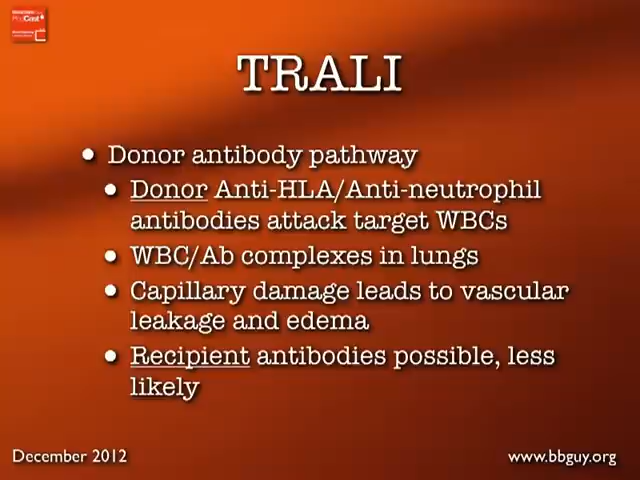 TRALI
• Donor antibody pathway
• Donor Anti-HLA/Anti-neutrophil
antibodies attack target WBCs
• WBC/Ab complexes in lungs
• Capillary damage leads to vascular
leakage and edema
• Recipient antibodies possible, less
likely
December 2012
www.bbguy.org